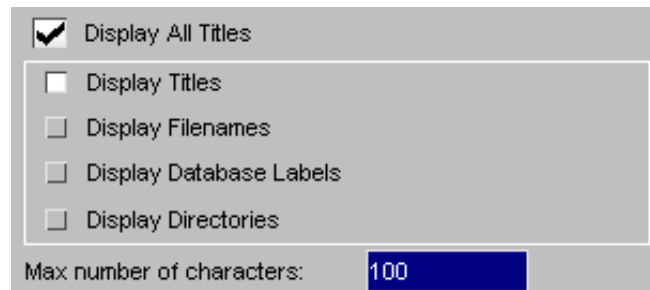 Display All Titles
Display Titles
Display Filenames
Display Database Labels
Display Directories
Max number of characters: 100